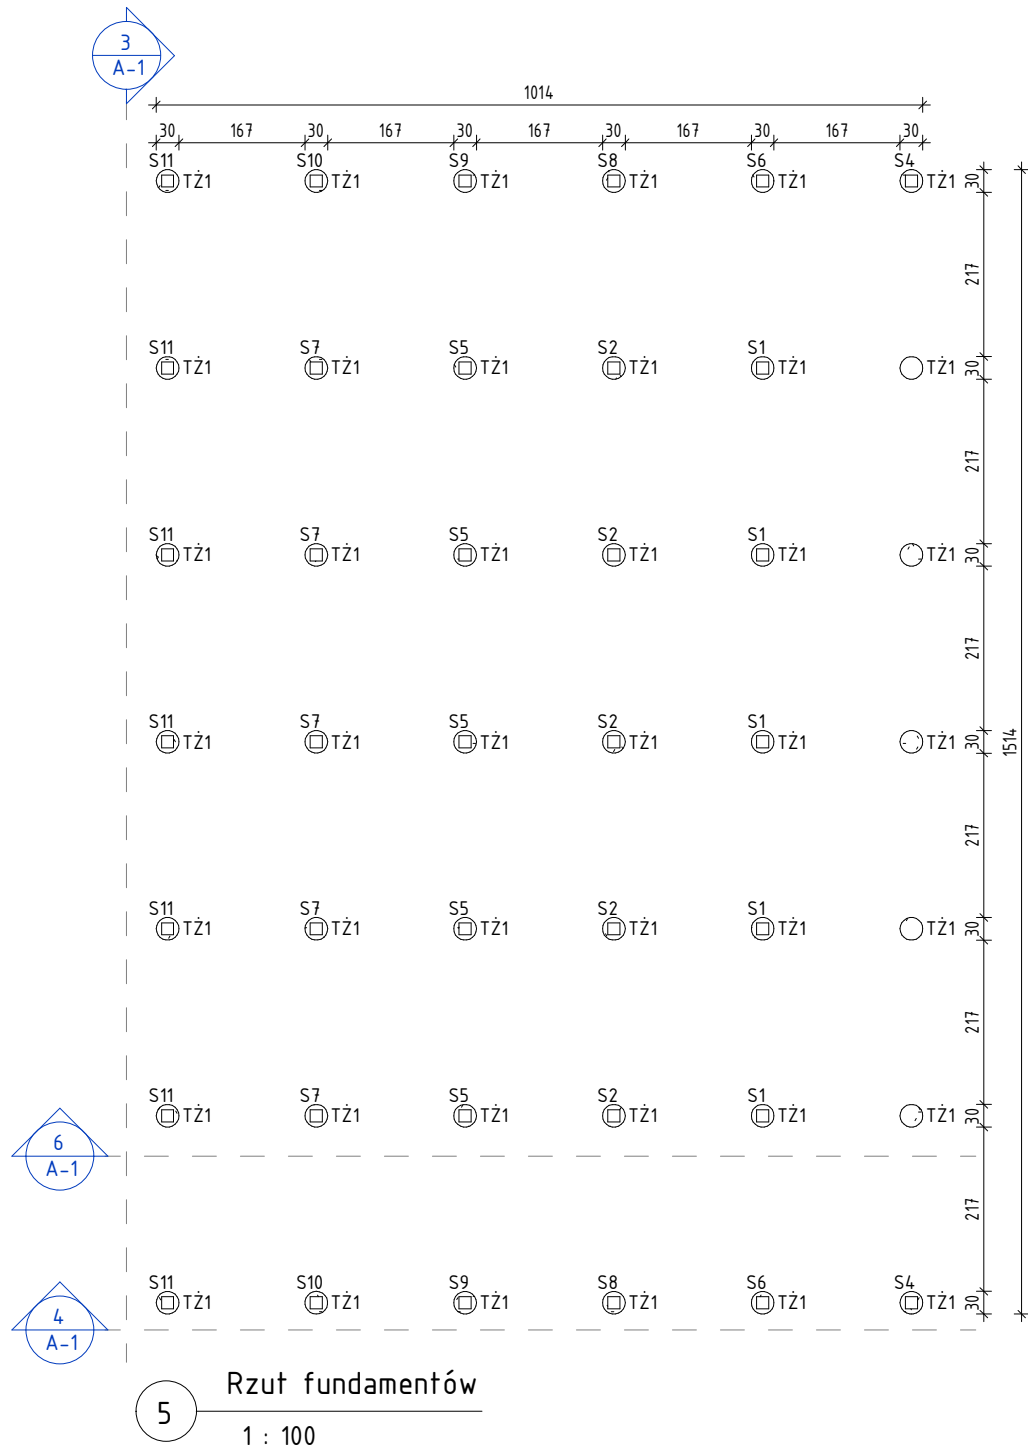 3
A-1
1014
30 167 30 167 30 167 30 167 30 167 30
S11 S10 S9 S8 S6 S4
TŻ1 TŻ1 TŻ1 TŻ1 TŻ1 TŻ1 30
217
S11 S7 S5 S2 S1
TŻ1 TŻ1 TŻ1 TŻ1 TŻ1 TŻ1 30
217
S11 S7 S5 S2 S1
TŻ1 TŻ1 TŻ1 TŻ1 TŻ1 TŻ1 30
217
S11 S7 S5 S2 S1
TŻ1 TŻ1 TŻ1 TŻ1 TŻ1 TŻ1 30
1514
217
S11 S7 S5 S2 S1
TŻ1 TŻ1 TŻ1 TŻ1 TŻ1 TŻ1 30
217
S11 S7 S5 S2 S1
TŻ1 TŻ1 TŻ1 TŻ1 TŻ1 TŻ1 30
6
A-1
217
S11 S10 S9 S8 S6 S4
TŻ1 TŻ1 TŻ1 TŻ1 TŻ1 TŻ1 30
4
A-1
Rzut fundamentów
5
1 : 100